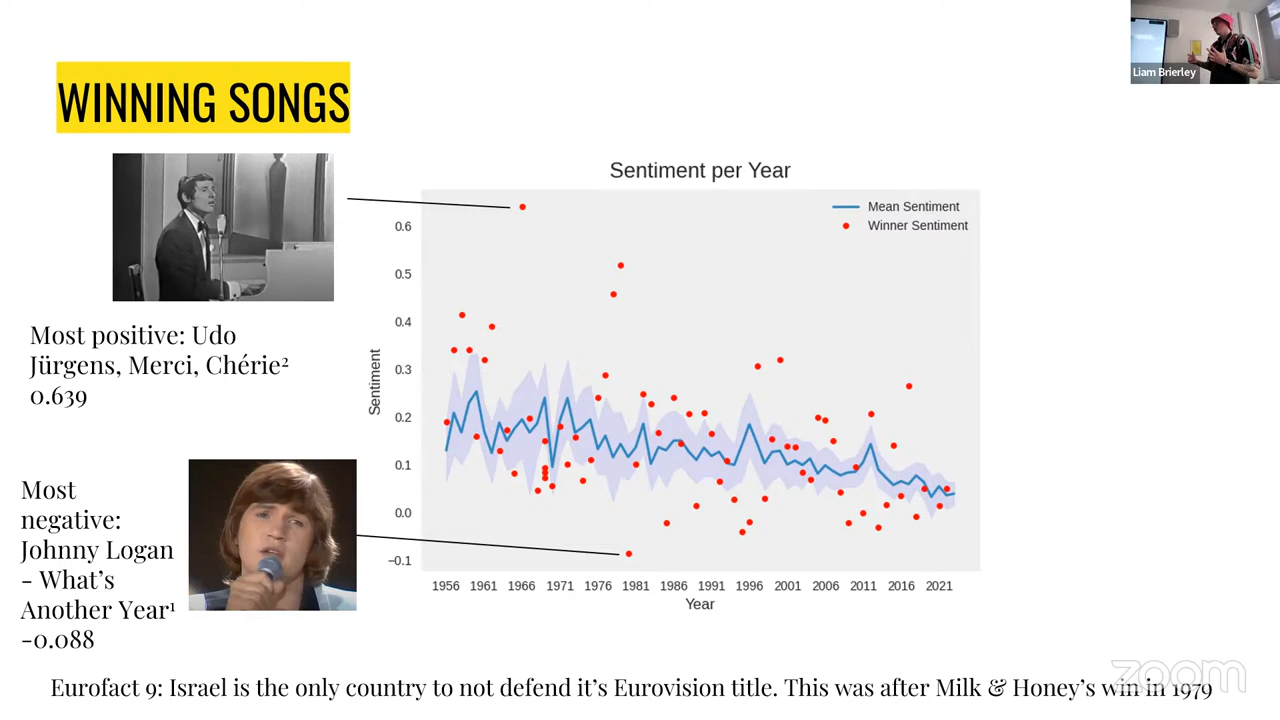 Liam Brierley
WINNING SONGS
Most positive: Udo
Jürgens, Merci, Chérie²
0.639
Most
negative:
Johnny Logan
- What's
Another Year¹
-0.088
Sentiment per Year
Mean Sentiment
Winner Sentiment
Sentiment
0.6
0.5
0.4
0.3
0.2
0.1
0.0
−0.1
1956 1961 1966 1971 1976 1981 1986 1991 1996 2001 2006 2011 2016 2021
Year
Eurofact 9: Israel is the only country to not defend it's Eurovision title. This was after Milk & Honey's win in 1979
zoom